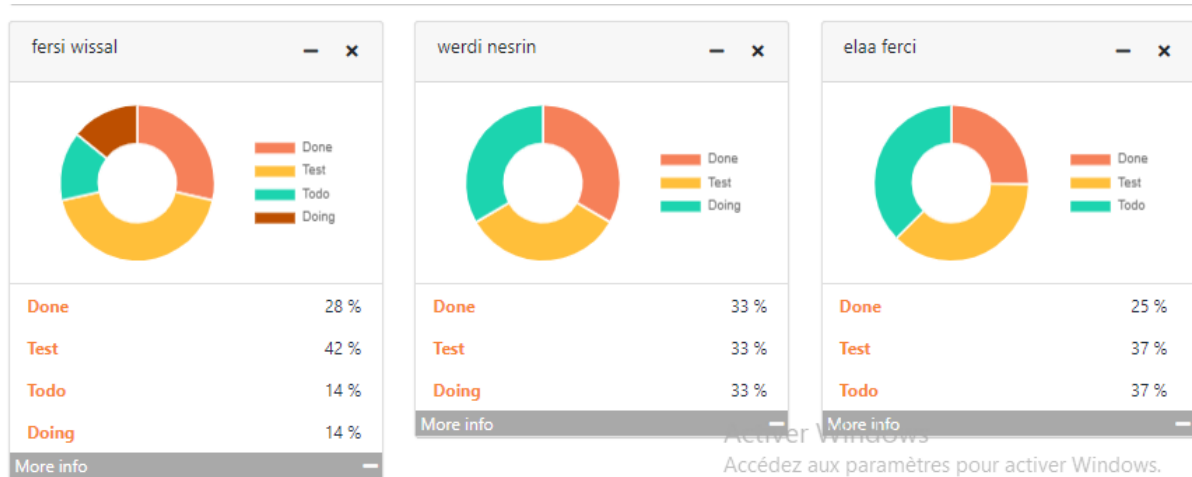 fersi wissal
Done
Test
Todo
Doing
Done 28 %
Test 42 %
Todo 14 %
Doing 14 %
More info
werdi nesrin
Done
Test
Doing
Done 33 %
Test 33 %
Doing 33 %
More info
elaa ferci
Done
Test
Todo
Done 25 %
Test 37 %
Todo 37 %
More info
Activer Windows
Accédez aux paramètres pour activer Windows.